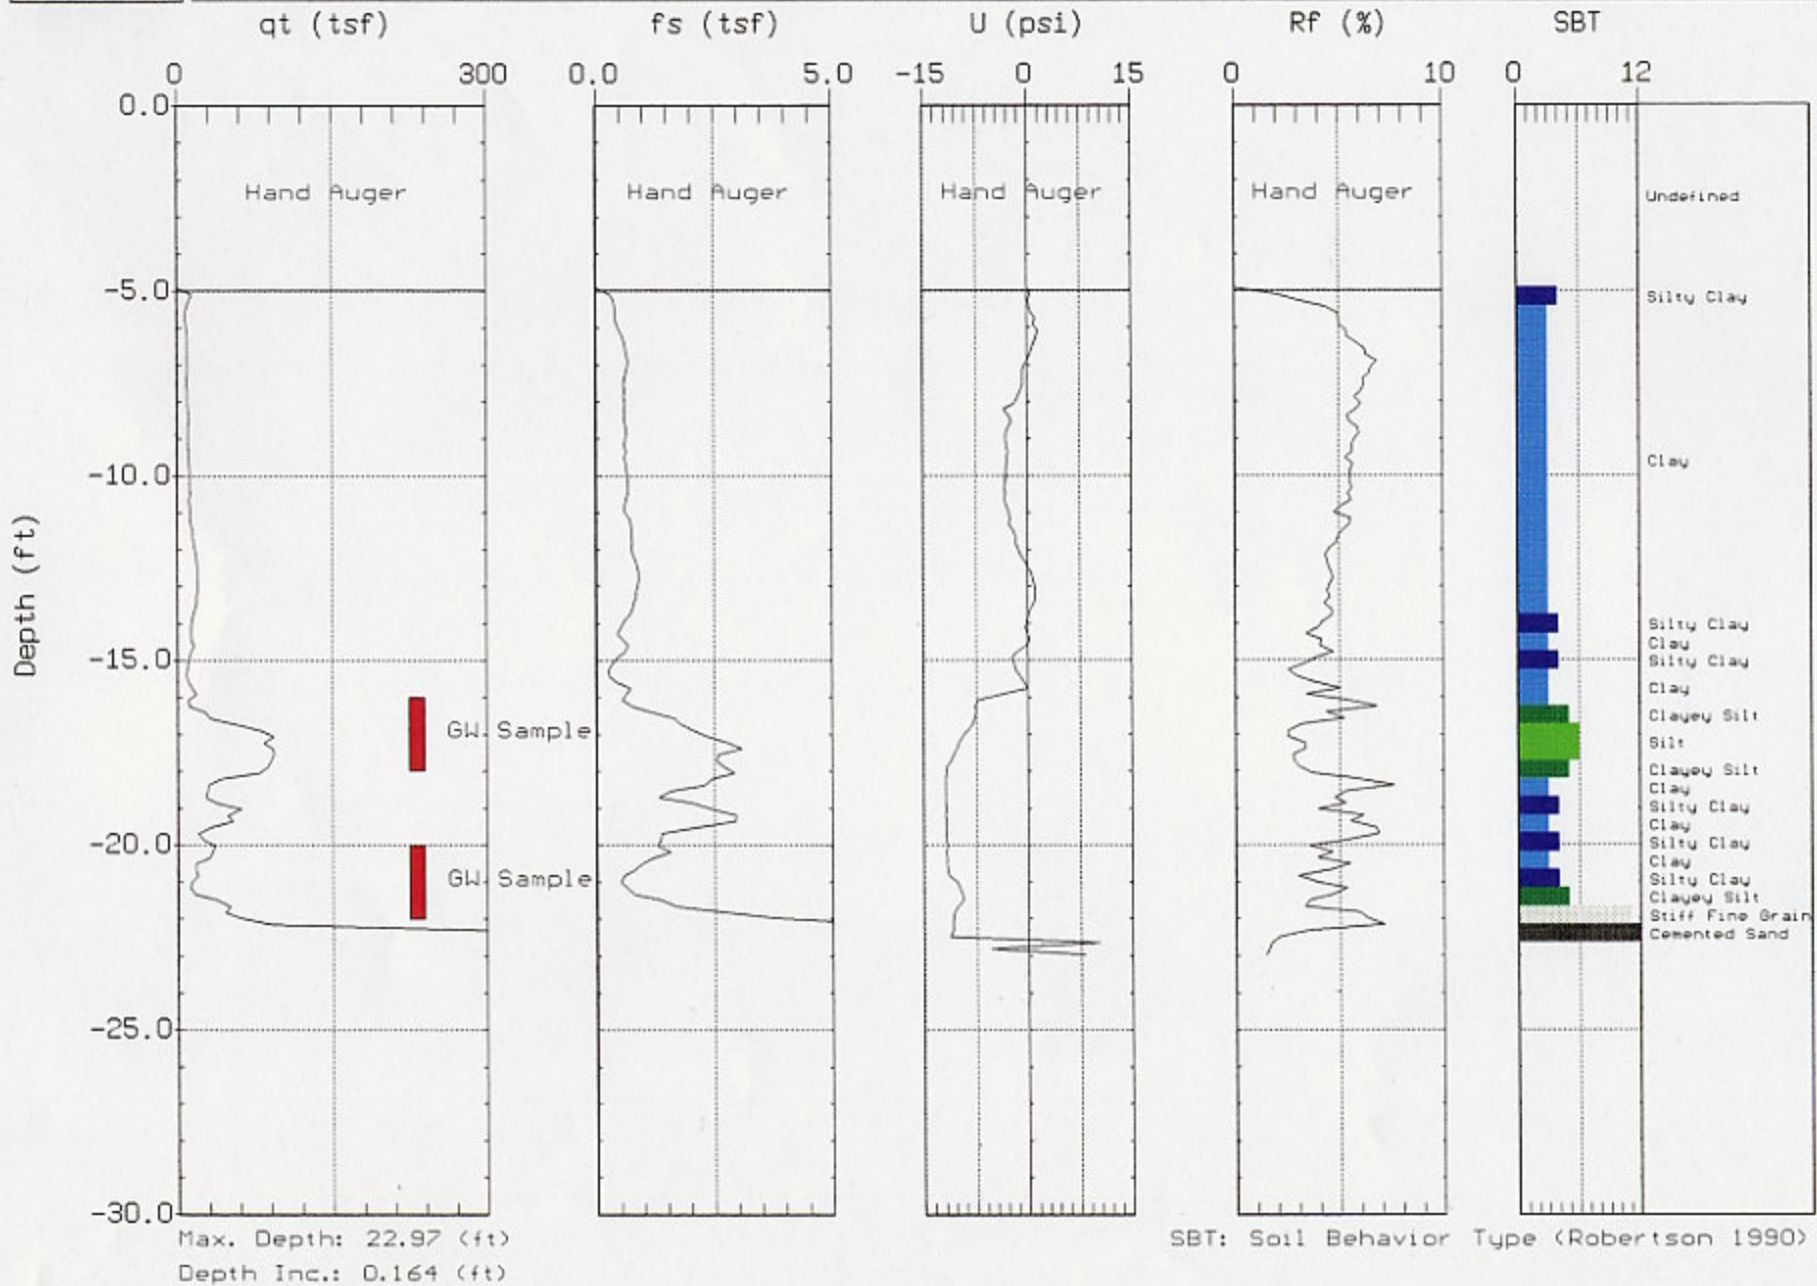 qt (tsf) fs (tsf) U (psi) Rf (%) SBT
0 300 0.0 5.0 -15 0 15 0 10 0 12
0.0
Hand Auger Hand Auger Hand Auger Hand Auger Undefined
-5.0 Silty Clay
-10.0 Clay
Depth (ft)
Silty Clay
Clay
-15.0 Silty Clay
Clay
Clayey Silt
GW. Sample
Silt
Clayey Silt
Clay
Silty Clay
Clay
-20.0 Silty Clay
Clay
GW. Sample Silty Clay
Clayey Silt
Stiff Fine Grain
Cemented Sand
-25.0
-30.0
Max. Depth: 22.97 (ft) SBT: Soil Behavior Type (Robertson 1990)
Depth Inc.: 0.164 (ft)